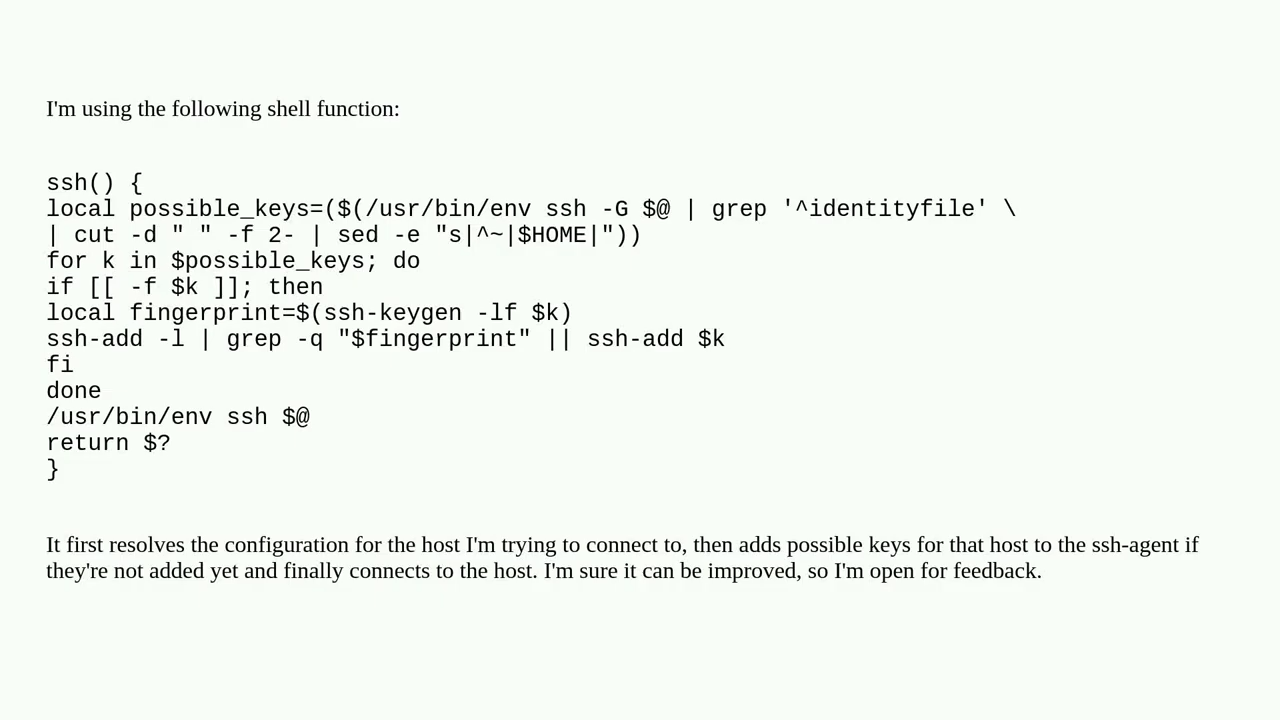 I'm using the following shell function:
ssh() {
local possible_keys=($(/usr/bin/env ssh -G $@ | grep '^identityfile' \
| cut -d " " -f 2- | sed -e "s|^~|$HOME|"))
for k in $possible_keys; do
if [[ -f $k ]]; then
local fingerprint=$(ssh-keygen -lf $k)
ssh-add -l | grep -q "$fingerprint" || ssh-add $k
fi
done
/usr/bin/env ssh $@
return $?
}
It first resolves the configuration for the host I'm trying to connect to, then adds possible keys for that host to the ssh-agent if
they're not added yet and finally connects to the host. I'm sure it can be improved, so I'm open for feedback.